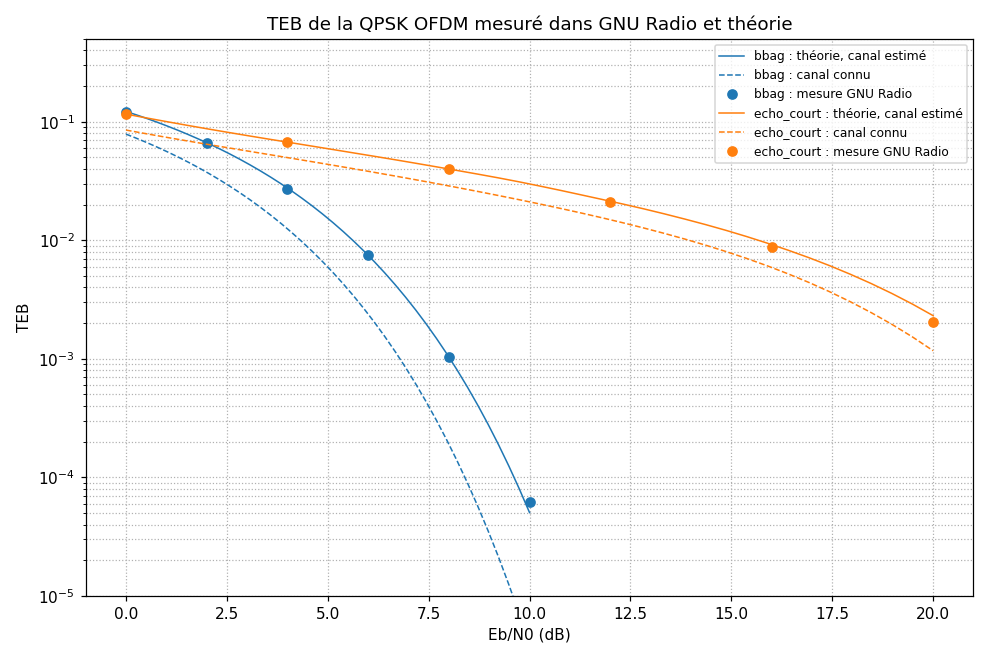 TEB de la QPSK OFDM mesuré dans GNU Radio et théorie
bbag : théorie, canal estimé
bbag : canal connu
bbag : mesure GNU Radio
echo_court : théorie, canal estimé
echo_court : canal connu
echo_court : mesure GNU Radio
TEB
10⁻¹
10⁻²
10⁻³
10⁻⁴
10⁻⁵
0.0 2.5 5.0 7.5 10.0 12.5 15.0 17.5 20.0
Eb/N0 (dB)